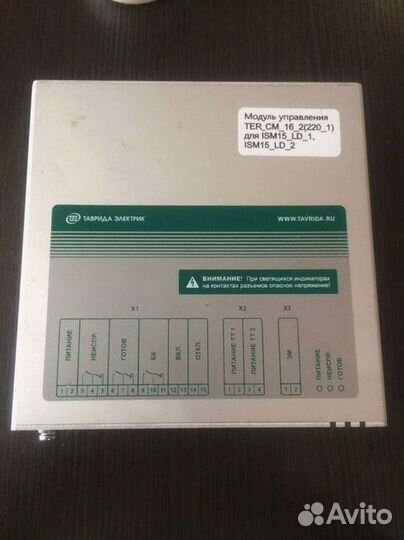 Модуль управления
TER_CM_16_2(220_1)
для ISM15_LD_1,
ISM15_LD_2
ТАВРИДА ЭЛЕКТРИК
WWW.TAVRIDA.RU
ВНИМАНИЕ! При светящихся индикаторах
на контактах разъемов опасное напряжение!
X1
X2
X3
ПИТАНИЕ
НЕИСПР.
ГОТОВ
БК
ВКЛ.
ОТКЛ.
ПИТАНИЕ ТТ 1
ПИТАНИЕ ТТ 2
ЭМ
ПИТАНИЕ
НЕИСПР.
ГОТОВ
1 2 3 4 5 6 7 8 9 10 11 12 13 14 15
1 2 3 4
1 2
Avito